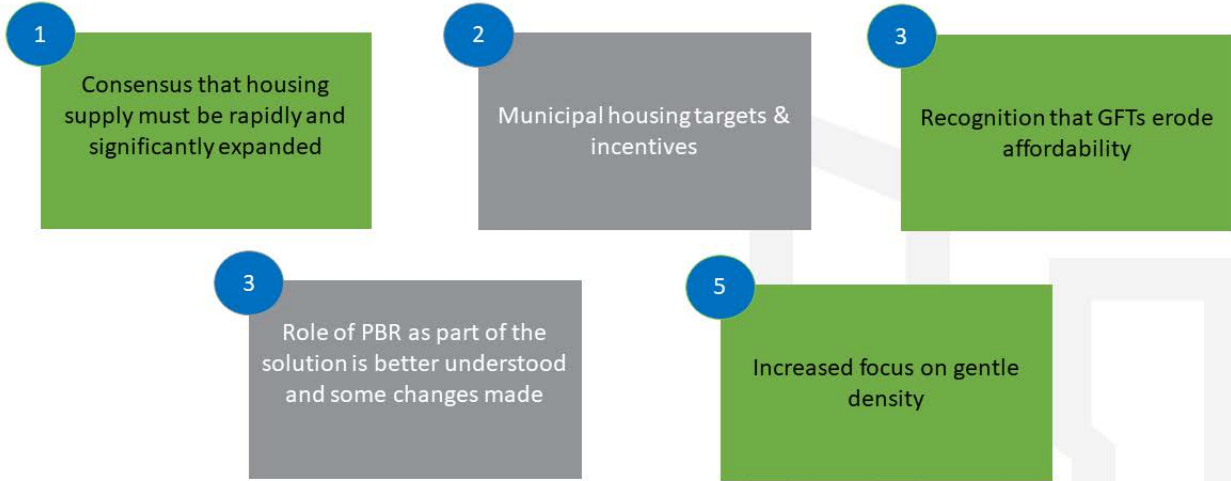 1
Consensus that housing
supply must be rapidly and
significantly expanded
2
Municipal housing targets &
incentives
3
Recognition that GFTs erode
affordability
3
Role of PBR as part of the
solution is better understood
and some changes made
5
Increased focus on gentle
density